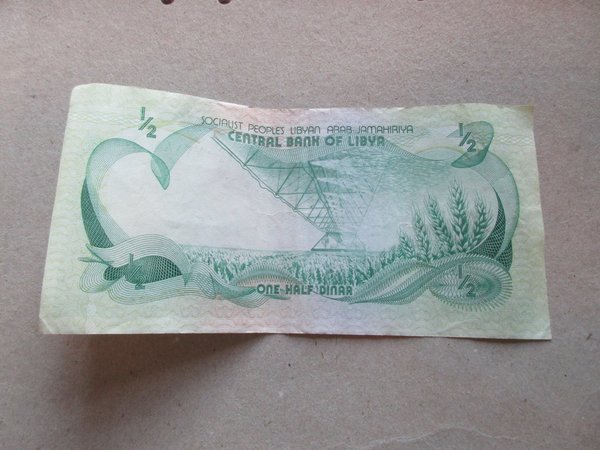 SOCIALIST PEOPLES LIBYAN ARAB JAMAHIRIYA
CENTRAL BANK OF LIBYA
1/2
1/2
1/2
1/2
ONE HALF DINAR